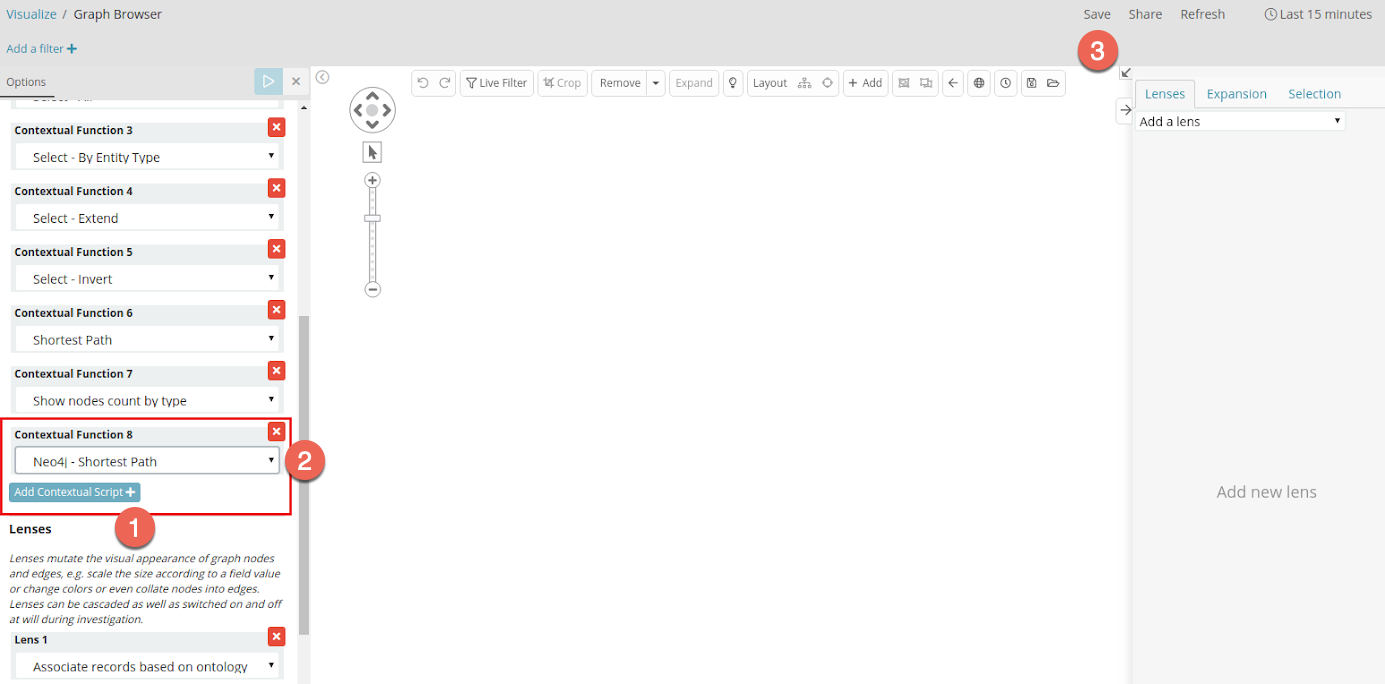 Visualize / Graph Browser
Save Share Refresh Last 15 minutes
Add a filter
3
Options
Live Filter Crop Remove Expand Layout Add
Lenses Expansion Selection
Add a lens
Contextual Function 3
Select - By Entity Type
Contextual Function 4
Select - Extend
Contextual Function 5
Select - Invert
Contextual Function 6
Shortest Path
Contextual Function 7
Show nodes count by type
Contextual Function 8
Neo4j - Shortest Path
2
Add Contextual Script
1
Add new lens
Lenses
Lenses mutate the visual appearance of graph nodes
and edges, e.g. scale the size according to a field value
or change colors or even collate nodes into edges.
Lenses can be cascaded as well as switched on and off
at will during investigation.
Lens 1
Associate records based on ontology